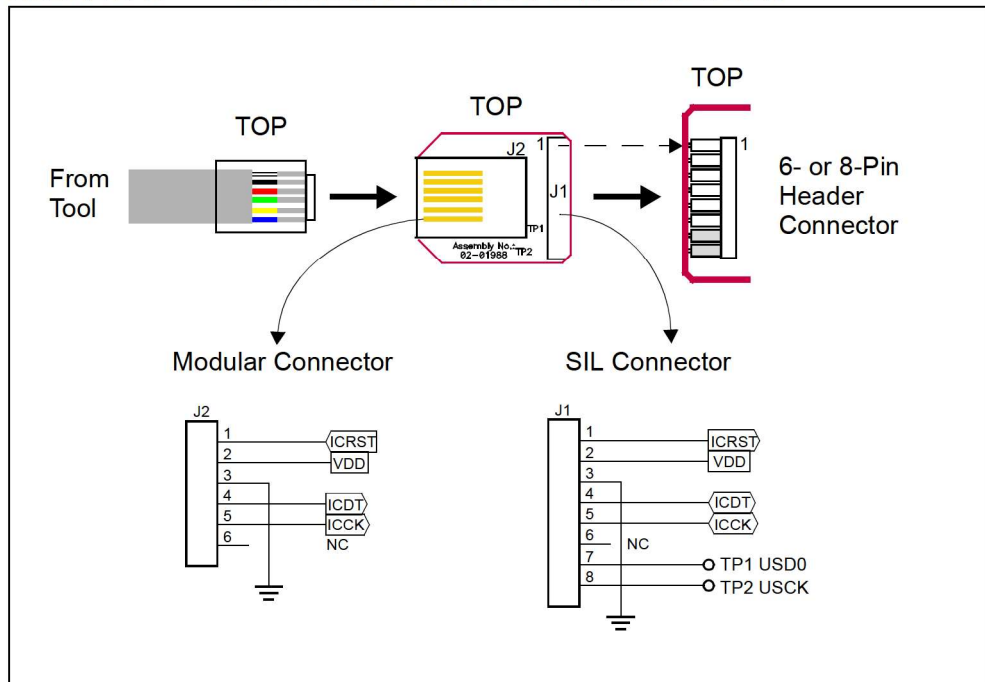 TOP
TOP
TOP
From
Tool
J2
1
J1
TP1
Assembly No.:
02-01988
TP2
1
6- or 8-Pin
Header
Connector
Modular Connector
J2
1
ICRST
2
VDD
3
4
ICDT
5
ICCK
6
NC
SIL Connector
J1
1
ICRST
2
VDD
3
4
ICDT
5
ICCK
6
NC
7
TP1 USD0
8
TP2 USCK